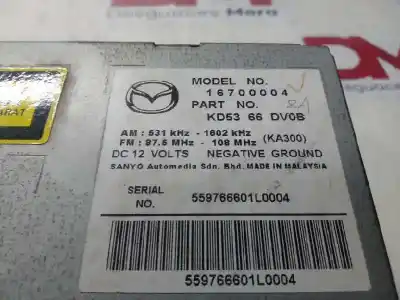 MODEL NO.
16700004
PART NO.
KD53 66 DV0B
AM : 531 kHz - 1602 kHz
FM : 87.5 MHz - 108 MHz (KA300)
DC 12 VOLTS NEGATIVE GROUND
SANYO Automedia Sdn. Bhd. MADE IN MALAYSIA
SERIAL
NO.
559766601L0004
559766601L0004